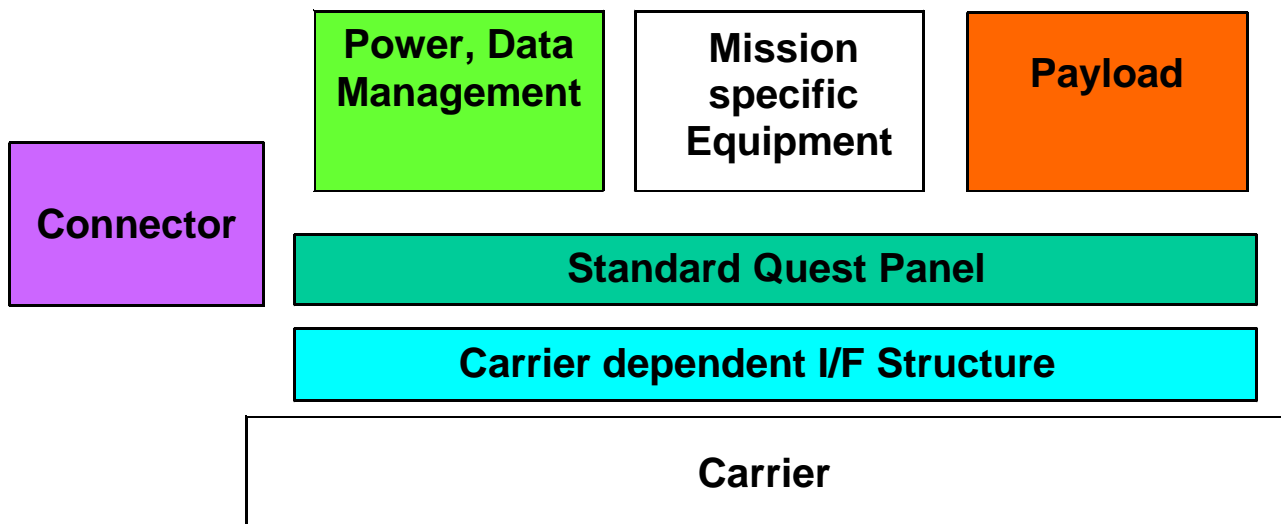 Power, Data
Management
Mission
specific
Equipment
Payload
Connector
Standard Quest Panel
Carrier dependent I/F Structure
Carrier